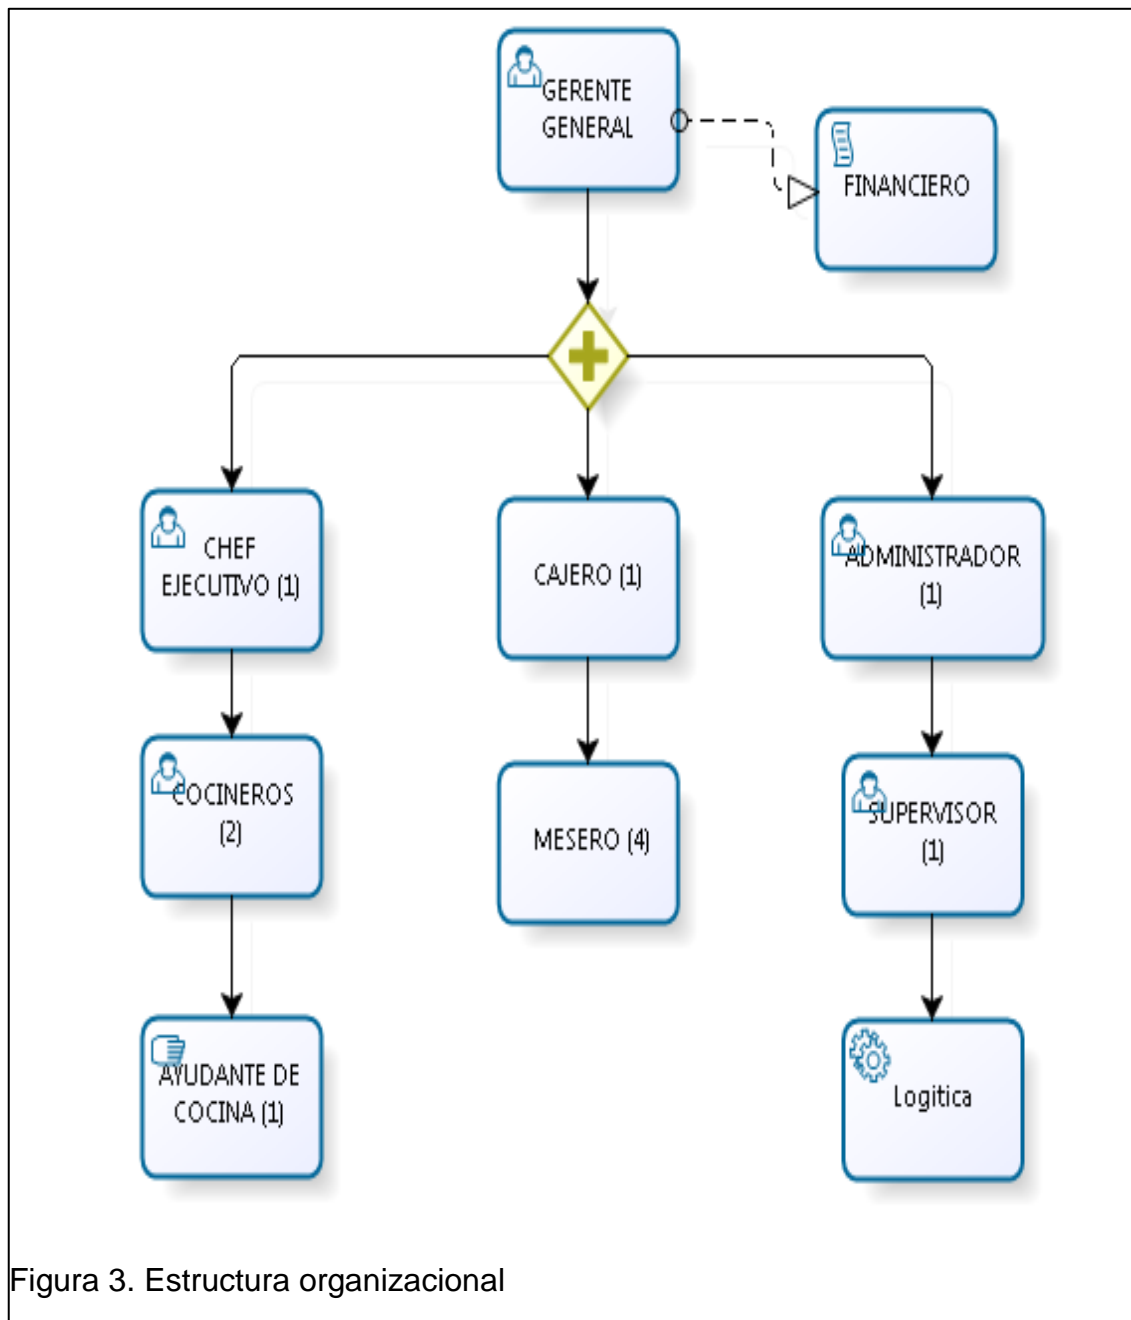 GERENTE
GENERAL
FINANCIERO
CHEF
EJECUTIVO (1)
CAJERO (1)
ADMINISTRADOR
(1)
COCINEROS
(2)
MESERO (4)
SUPERVISOR
(1)
AYUDANTE DE
COCINA (1)
Logitica
Figura 3. Estructura organizacional